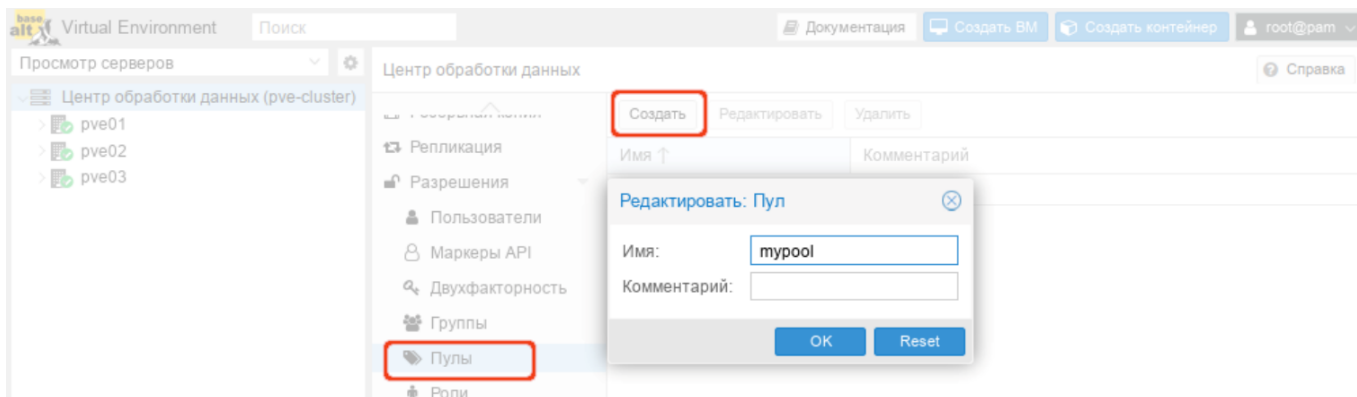 base alt Virtual Environment Поиск Документация Создать ВМ Создать контейнер root@pam
Просмотр серверов Центр обработки данных Справка
Центр обработки данных (pve-cluster)
pve01
pve02
pve03
Репликация
Разрешения
Пользователи
Маркеры API
Двухфакторность
Группы
Пулы
Роли
Создать Редактировать Удалить
Имя Комментарий
Редактировать: Пул
Имя: mypool
Комментарий:
OK Reset